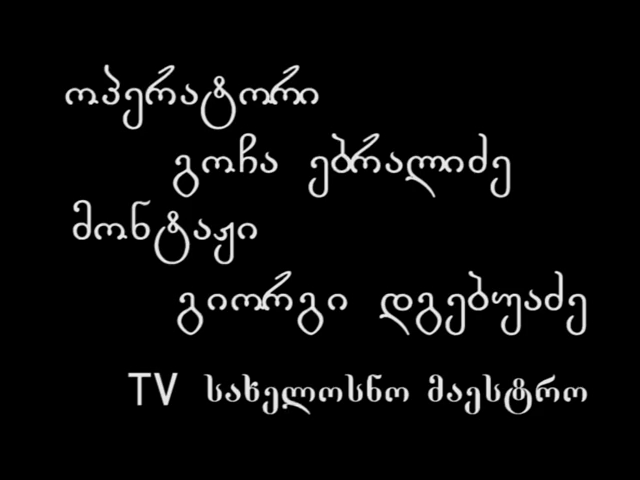 ოპერატორი
გოჩა ებრალიძე
მონტაჟი
გიორგი დგებუაძე
TV სახელოსნო მაესტრო